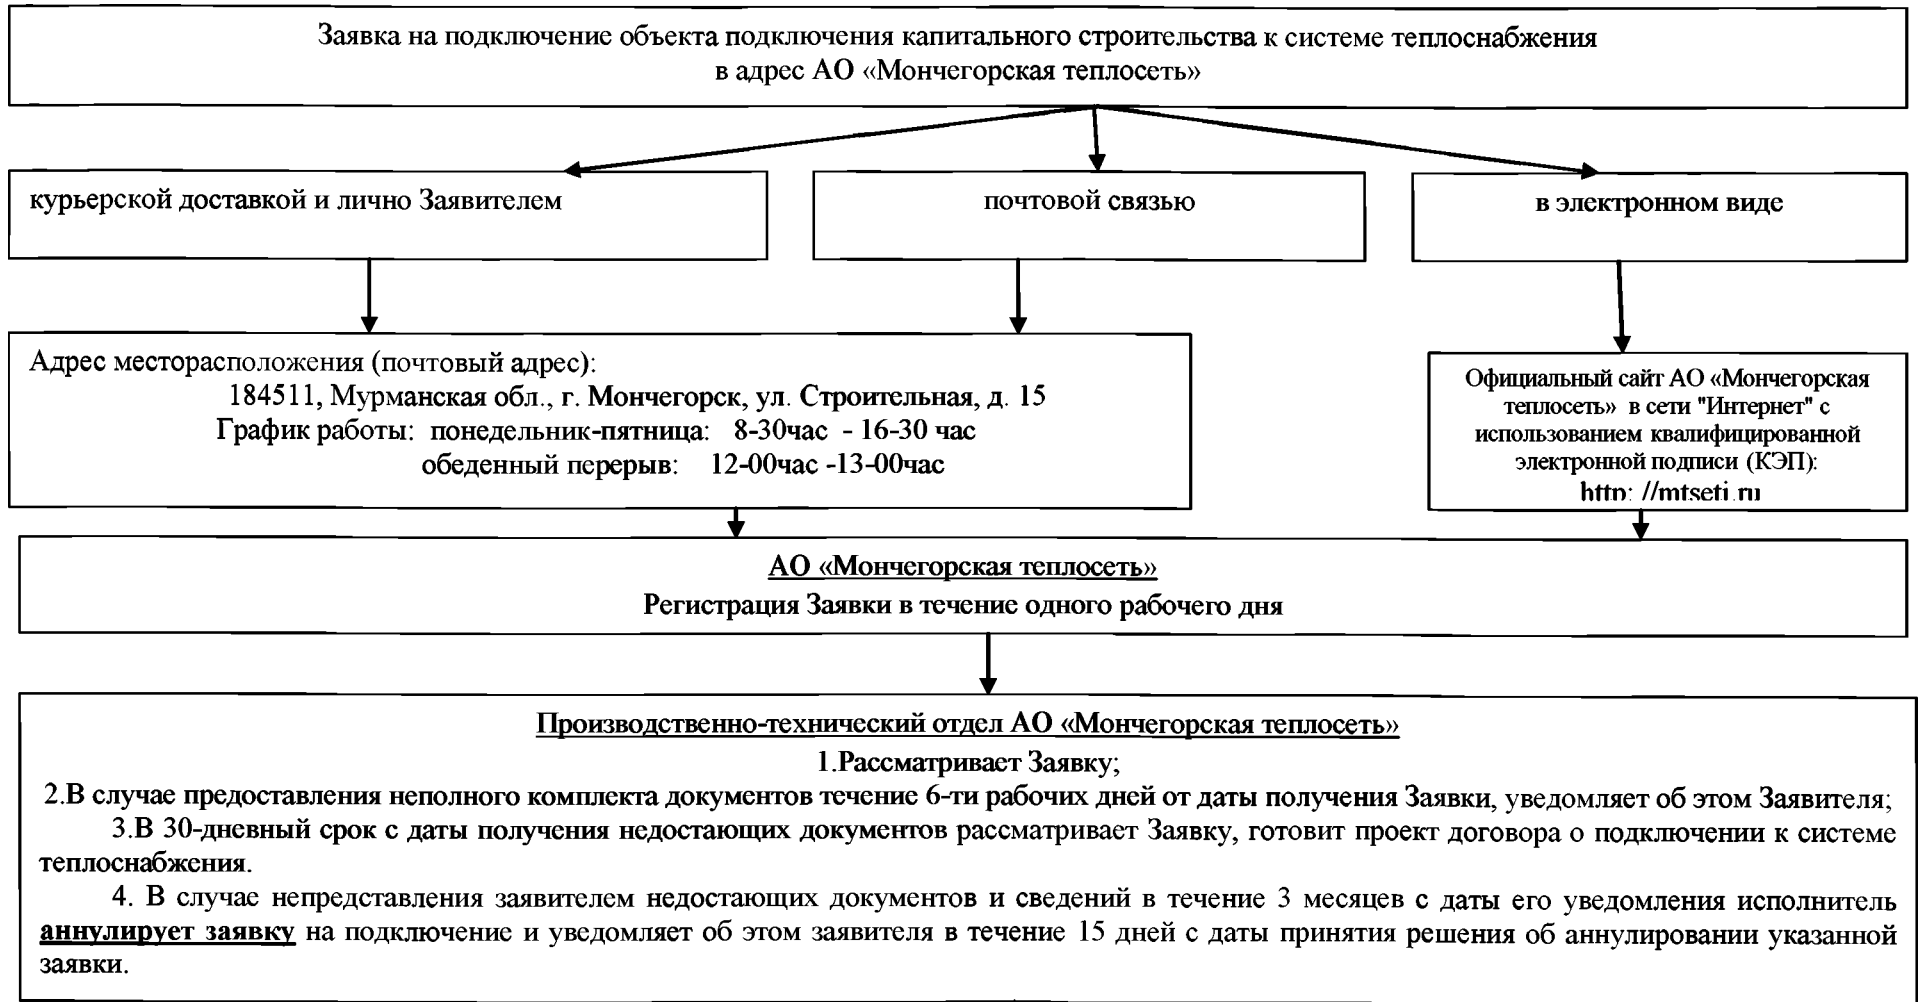 Заявка на подключение объекта подключения капитального строительства к системе теплоснабжения
в адрес АО «Мончегорская теплосеть»
курьерской доставкой и лично Заявителем
почтовой связью
в электронном виде
Адрес месторасположения (почтовый адрес):
184511, Мурманская обл., г. Мончегорск, ул. Строительная, д. 15
График работы: понедельник-пятница: 8-30час - 16-30 час
обеденный перерыв: 12-00час -13-00час
Официальный сайт АО «Мончегорская
теплосеть» в сети "Интернет" с
использованием квалифицированной
электронной подписи (КЭП):
http: //mtseti.ru
АО «Мончегорская теплосеть»
Регистрация Заявки в течение одного рабочего дня
Производственно-технический отдел АО «Мончегорская теплосеть»
1.Рассматривает Заявку;
2.В случае предоставления неполного комплекта документов течение 6-ти рабочих дней от даты получения Заявки, уведомляет об этом Заявителя;
3.В 30-дневный срок с даты получения недостающих документов рассматривает Заявку, готовит проект договора о подключении к системе
теплоснабжения.
4. В случае непредставления заявителем недостающих документов и сведений в течение 3 месяцев с даты его уведомления исполнитель
аннулирует заявку на подключение и уведомляет об этом заявителя в течение 15 дней с даты принятия решения об аннулировании указанной
заявки.